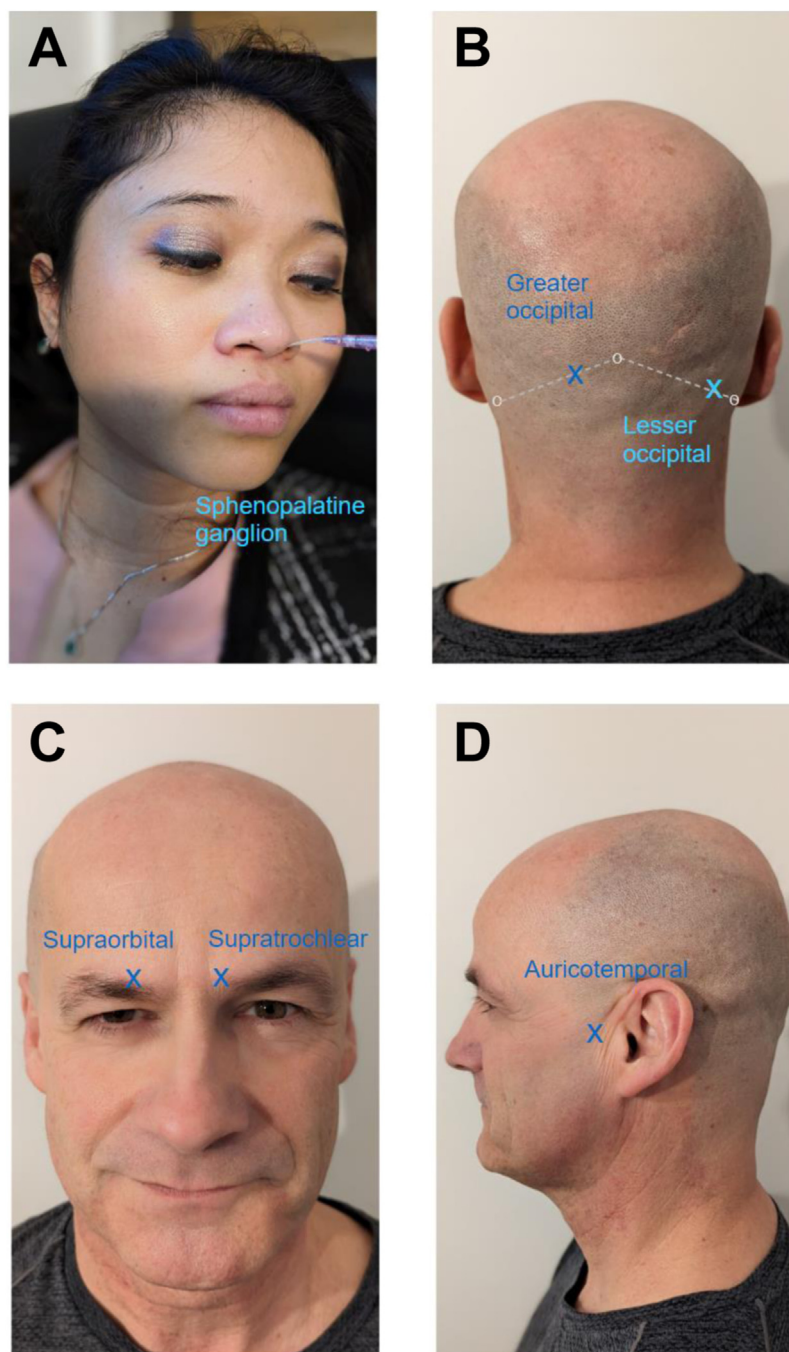 A
Sphenopalatine
ganglion
B
Greater
occipital
X
X
Lesser
occipital
C
Supraorbital
Supratrochlear
X
X
D
Auricotemporal
X